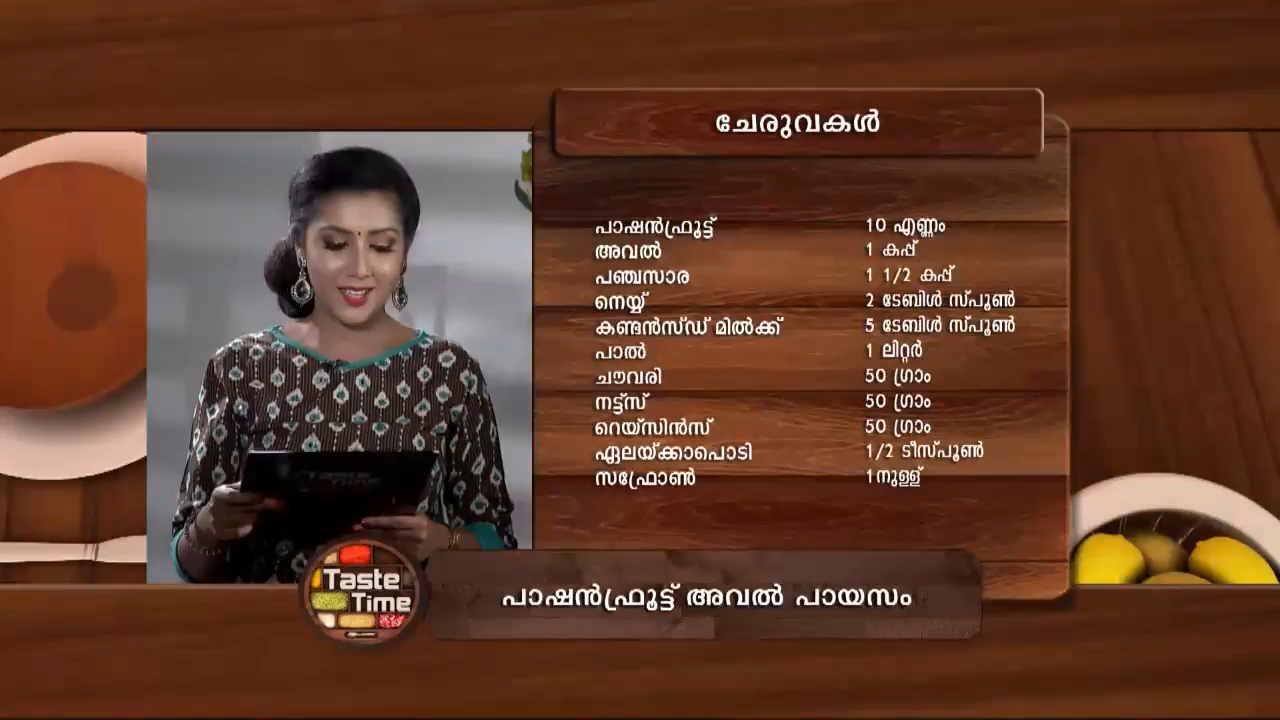 ചേരുവകൾ
പാഷൻഫ്രൂട്ട് 10 എണ്ണം
അവൽ 1 കപ്പ്
പഞ്ചസാര 1 1/2 കപ്പ്
നെയ്യ് 2 ടേബിൾ സ്പൂൺ
കണ്ടൻസ്ഡ് മിൽക്ക് 5 ടേബിൾ സ്പൂൺ
പാൽ 1 ലിറ്റർ
ചൗവരി 50 ഗ്രാം
നട്ട്സ് 50 ഗ്രാം
റെയ്സിൻസ് 50 ഗ്രാം
ഏലയ്ക്കാപൊടി 1/2 ടീസ്പൂൺ
സഫ്രോൺ 1നുള്ള്
Taste
Time
പാഷൻഫ്രൂട്ട് അവൽ പായസം